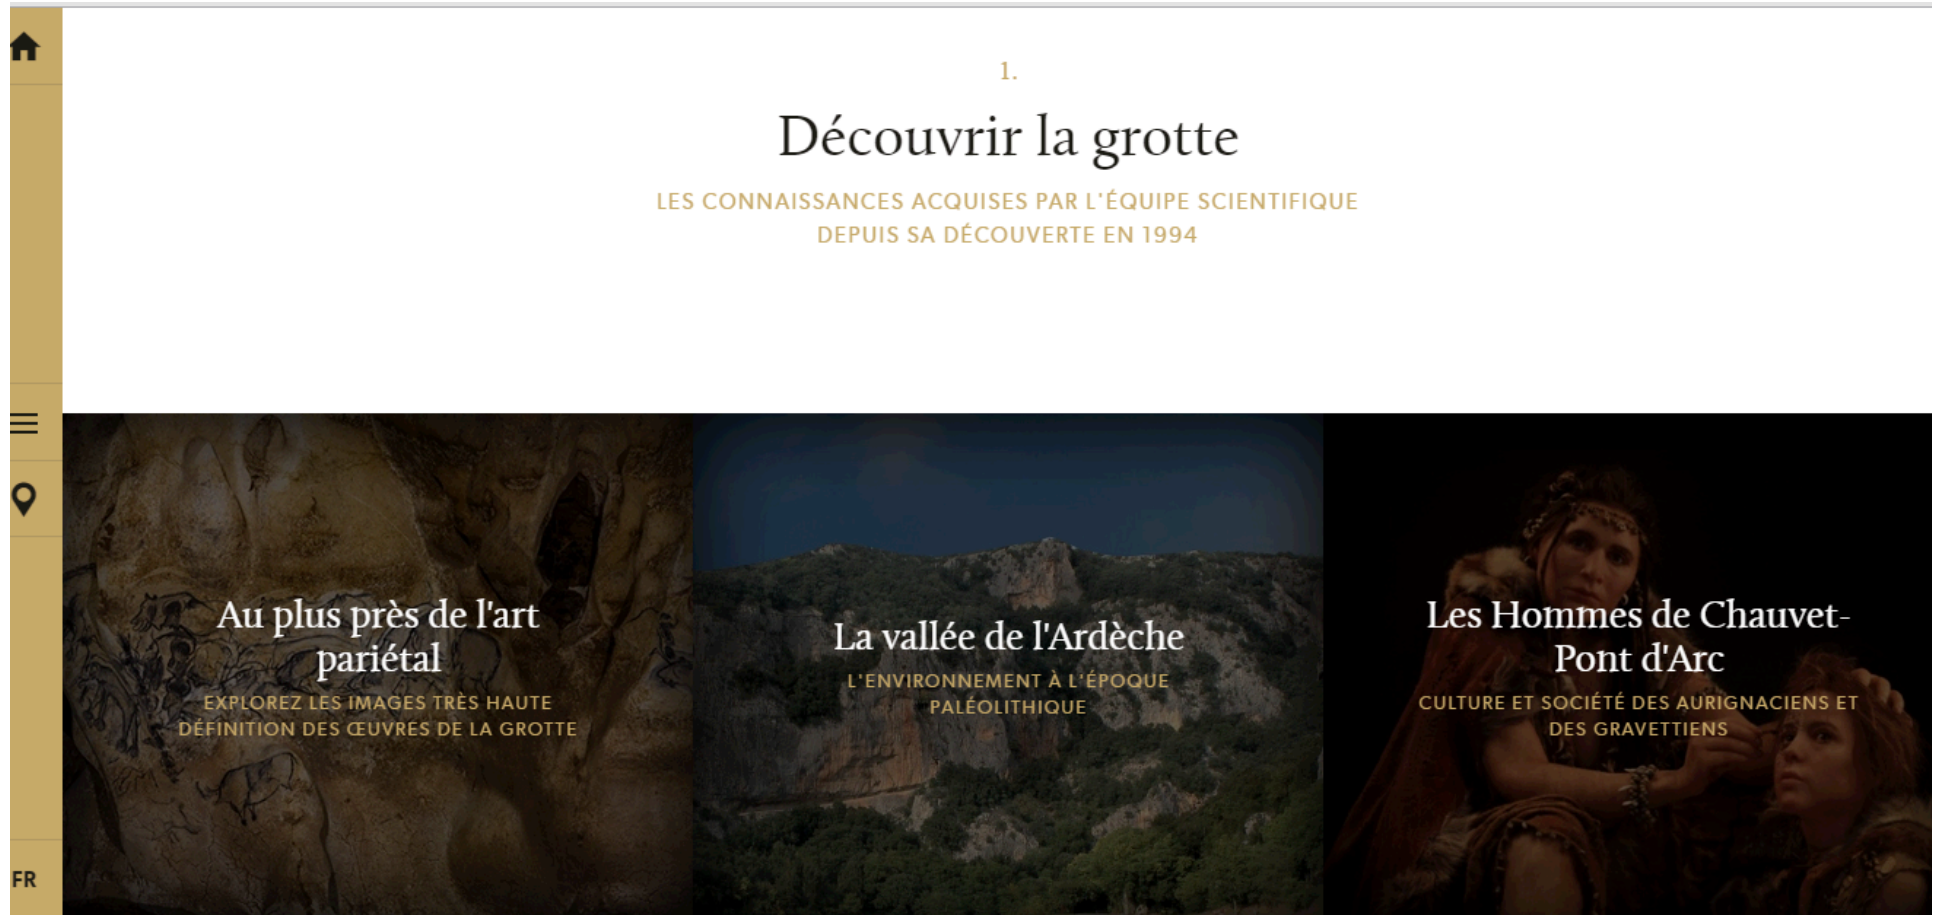 1.
Découvrir la grotte
LES CONNAISSANCES ACQUISES PAR L'ÉQUIPE SCIENTIFIQUE
DEPUIS SA DÉCOUVERTE EN 1994
Au plus près de l'art
pariétal
EXPLOREZ LES IMAGES TRÈS HAUTE
DÉFINITION DES ŒUVRES DE LA GROTTE
La vallée de l'Ardèche
L'ENVIRONNEMENT À L'ÉPOQUE
PALÉOLITHIQUE
Les Hommes de Chauvet-
Pont d'Arc
CULTURE ET SOCIÉTÉ DES AURIGNACIENS ET
DES GRAVETTIENS
FR